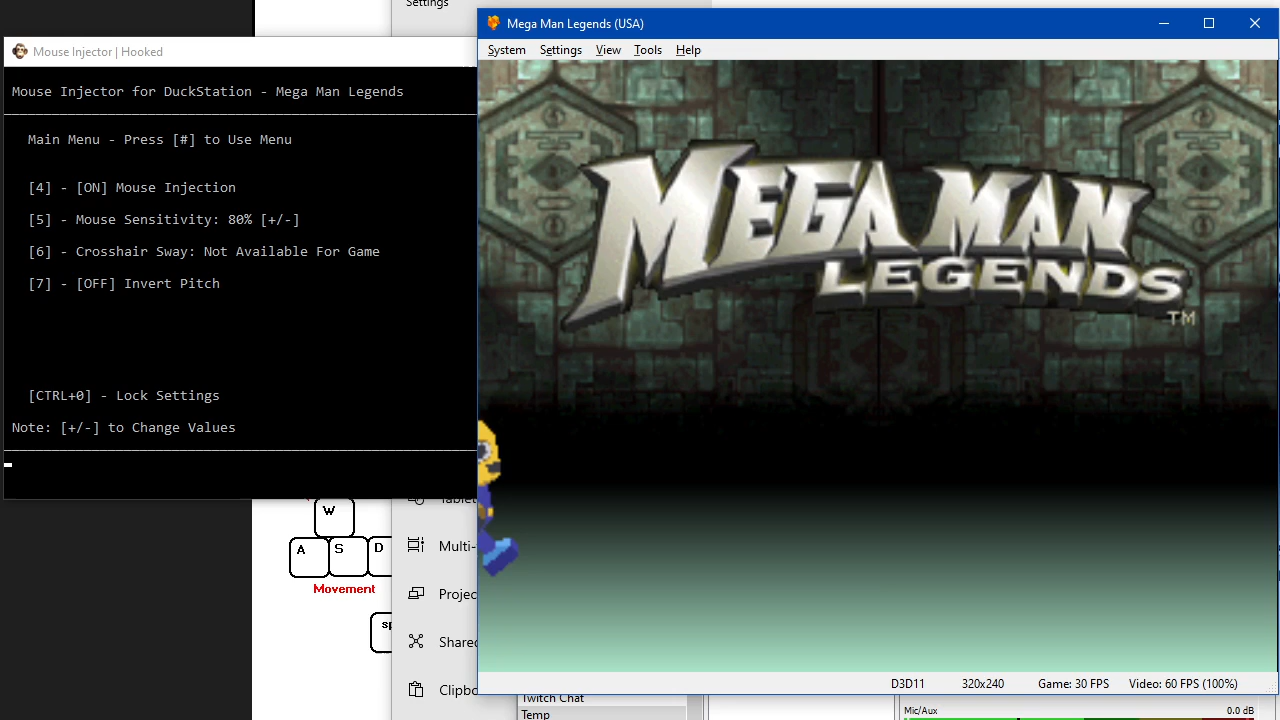 Settings
Mouse Injector | Hooked
Mouse Injector for DuckStation - Mega Man Legends
Main Menu - Press [#] to Use Menu
[4] - [ON] Mouse Injection
[5] - Mouse Sensitivity: 80% [+/-]
[6] - Crosshair Sway: Not Available For Game
[7] - [OFF] Invert Pitch
[CTRL+0] - Lock Settings
Note: [+/-] to Change Values
Mega Man Legends (USA)
System Settings View Tools Help
MEGA MAN
LEGENDS
TM
D3D11 320x240 Game: 30 FPS Video: 60 FPS (100%)
W
A S D
Movement
sp
Tablet
Multi-
Projec
Shared
Clipbo
Twitch Chat
Temp
Mic/Aux 0.0 dB